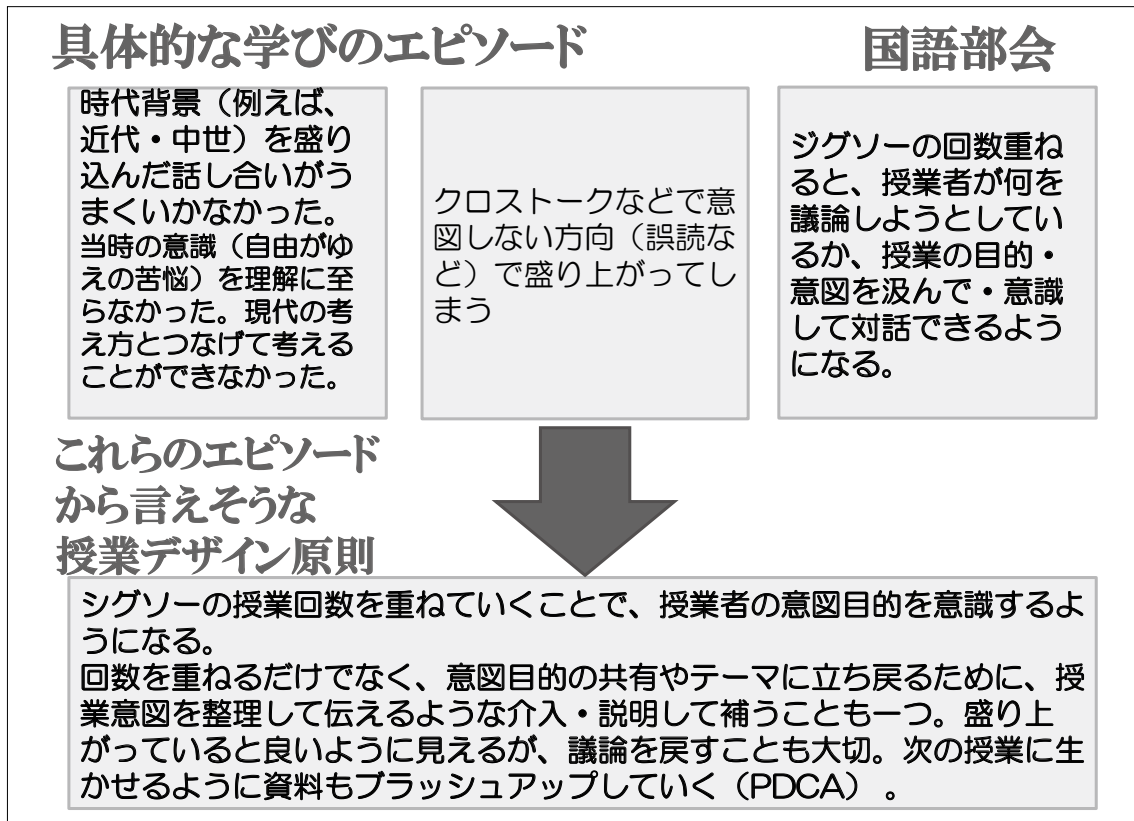 具体的な学びのエピソード
国語部会
時代背景（例えば、
近代・中世）を盛り
込んだ話し合いがう
まくいかなかった。
当時の意識（自由がゆ
えの苦悩）を理解に至
らなかった。現代の考
え方とつなげて考える
ことができなかった。
クロストークなどで意
図しない方向（誤読な
ど）で盛り上がってし
まう
ジグソーの回数重ね
ると、授業者が何を
議論しようとしてい
るか、授業の目的・
意図を汲んで・意識
して対話できるよう
になる。
これらのエピソード
から言えそうな
授業デザイン原則
シグソーの授業回数を重ねていくことで、授業者の意図目的を意識するよ
うになる。
回数を重ねるだけでなく、意図目的の共有やテーマに立ち戻るために、授
業意図を整理して伝えるような介入・説明して補うことも一つ。盛り上
がっていると良いように見えるが、議論を戻すことも大切。次の授業に生
かせるように資料もブラッシュアップしていく（PDCA）。